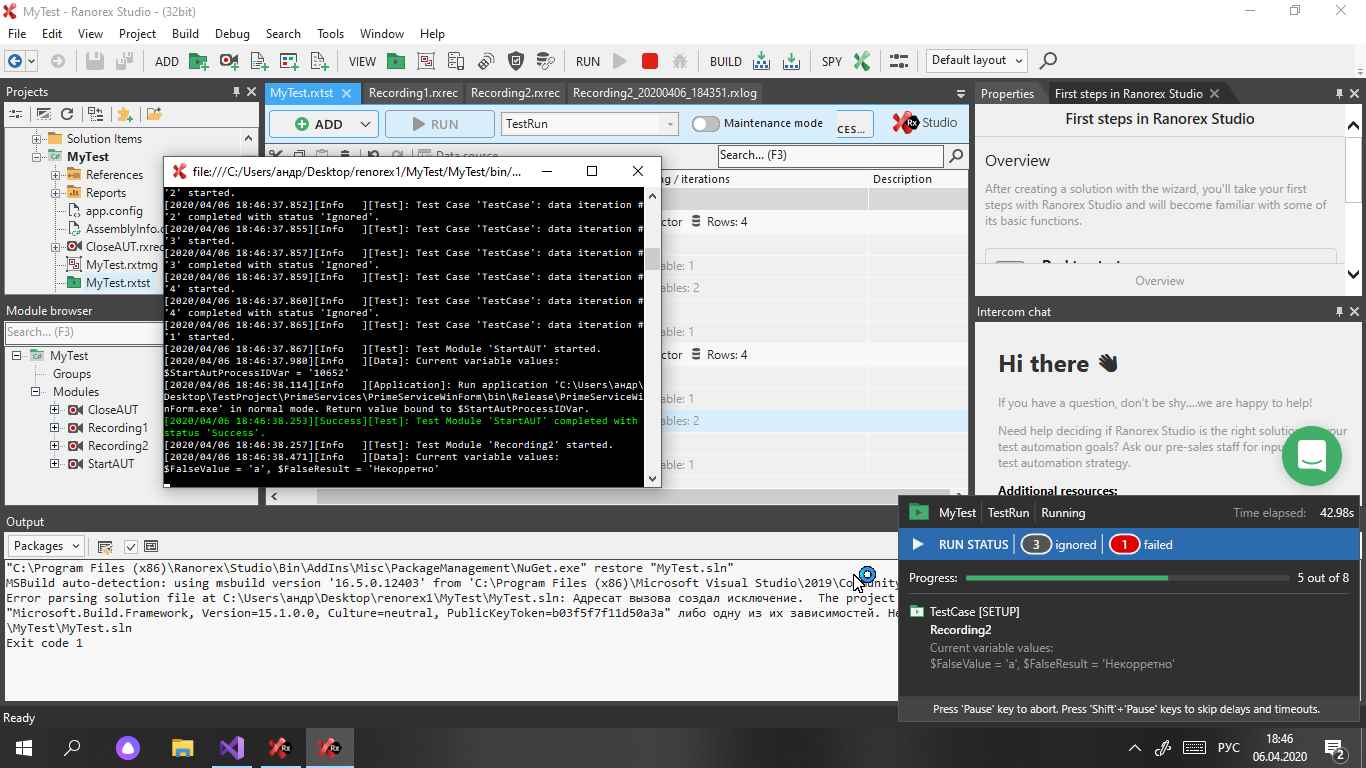 MyTest - Ranorex Studio - (32bit)
File Edit View Project Build Debug Search Tools Window Help
ADD VIEW RUN BUILD SPY Default layout
Projects
Solution Items
MyTest
References
Reports
app.config
AssemblyInfo.c
CloseAUT.rxrec
MyTest.rxtmg
MyTest.rxtst
Module browser
Search... (F3)
MyTest
Groups
Modules
CloseAUT
Recording1
Recording2
StartAUT
MyTest.rxtst Recording1.rxrec Recording2.rxrec Recording2_20200406_184351.rxlog
ADD RUN TestRun Maintenance mode CES... Rx Studio
Data source Search... (F3)
g / iterations Description
ctor Rows: 4
able: 1
ables: 2
able: 1
ctor Rows: 4
able: 1
ables: 2
able: 1
file:///C:/Users/андр/Desktop/renorex1/MyTest/MyTest/bin/...
'2' started.
[2020/04/06 18:46:37.852][Info   ][Test]: Test Case 'TestCase': data iteration #
'2' completed with status 'Ignored'.
[2020/04/06 18:46:37.855][Info   ][Test]: Test Case 'TestCase': data iteration #
'3' started.
[2020/04/06 18:46:37.857][Info   ][Test]: Test Case 'TestCase': data iteration #
'3' completed with status 'Ignored'.
[2020/04/06 18:46:37.859][Info   ][Test]: Test Case 'TestCase': data iteration #
'4' started.
[2020/04/06 18:46:37.860][Info   ][Test]: Test Case 'TestCase': data iteration #
'4' completed with status 'Ignored'.
[2020/04/06 18:46:37.865][Info   ][Test]: Test Case 'TestCase': data iteration #
'1' started.
[2020/04/06 18:46:37.867][Info   ][Test]: Test Module 'StartAUT' started.
[2020/04/06 18:46:37.980][Info   ][Data]: Current variable values:
$StartAutProcessIDVar = '10652'
[2020/04/06 18:46:38.114][Info   ][Application]: Run application 'C:\Users\андр\
Desktop\TestProject\PrimeServices\PrimeServiceWinForm\bin\Release\PrimeServiceWi
nForm.exe' in normal mode. Return value bound to $StartAutProcessIDVar.
[2020/04/06 18:46:38.253][Success][Test]: Test Module 'StartAUT' completed with
status 'Success'.
[2020/04/06 18:46:38.257][Info   ][Test]: Test Module 'Recording2' started.
[2020/04/06 18:46:38.471][Info   ][Data]: Current variable values:
$FalseValue = 'a', $FalseResult = 'Некорретно'
Properties First steps in Ranorex Studio
First steps in Ranorex Studio
Overview
After creating a solution with the wizard, you'll take your first
steps with Ranorex Studio and will become familiar with some of
its basic functions.
Overview
Intercom chat
Hi there
If you have a question, don't be shy....we are happy to help!
Need help deciding if Ranorex Studio is the right solution your
test automation goals? Ask our pre-sales staff for
test automation strategy.
Additional resources:
Output
Packages
"C:\Program Files (x86)\Ranorex\Studio\Bin\AddIns\Misc\PackageManagement\NuGet.exe" restore "MyTest.sln"
MSBuild auto-detection: using msbuild version '16.5.0.12403' from 'C:\Program Files (x86)\Microsoft Visual Studio\2019\Community
Error parsing solution file at C:\Users\андр\Desktop\renorex1\MyTest\MyTest.sln: Адресат вызова создал исключение.  The project
"Microsoft.Build.Framework, Version=15.1.0.0, Culture=neutral, PublicKeyToken=b03f5f7f11d50a3a" либо одну из их зависимостей. Не
\MyTest\MyTest.sln
Exit code 1
MyTest TestRun Running Time elapsed: 42.98s
RUN STATUS 3 ignored 1 failed
Progress: 5 out of 8
TestCase [SETUP]
Recording2
Current variable values:
$FalseValue = 'a', $FalseResult = 'Некорретно'
Press 'Pause' key to abort. Press 'Shift'+'Pause' keys to skip delays and timeouts.
Ready
Rx Rx РУС 18:46
06.04.2020 2